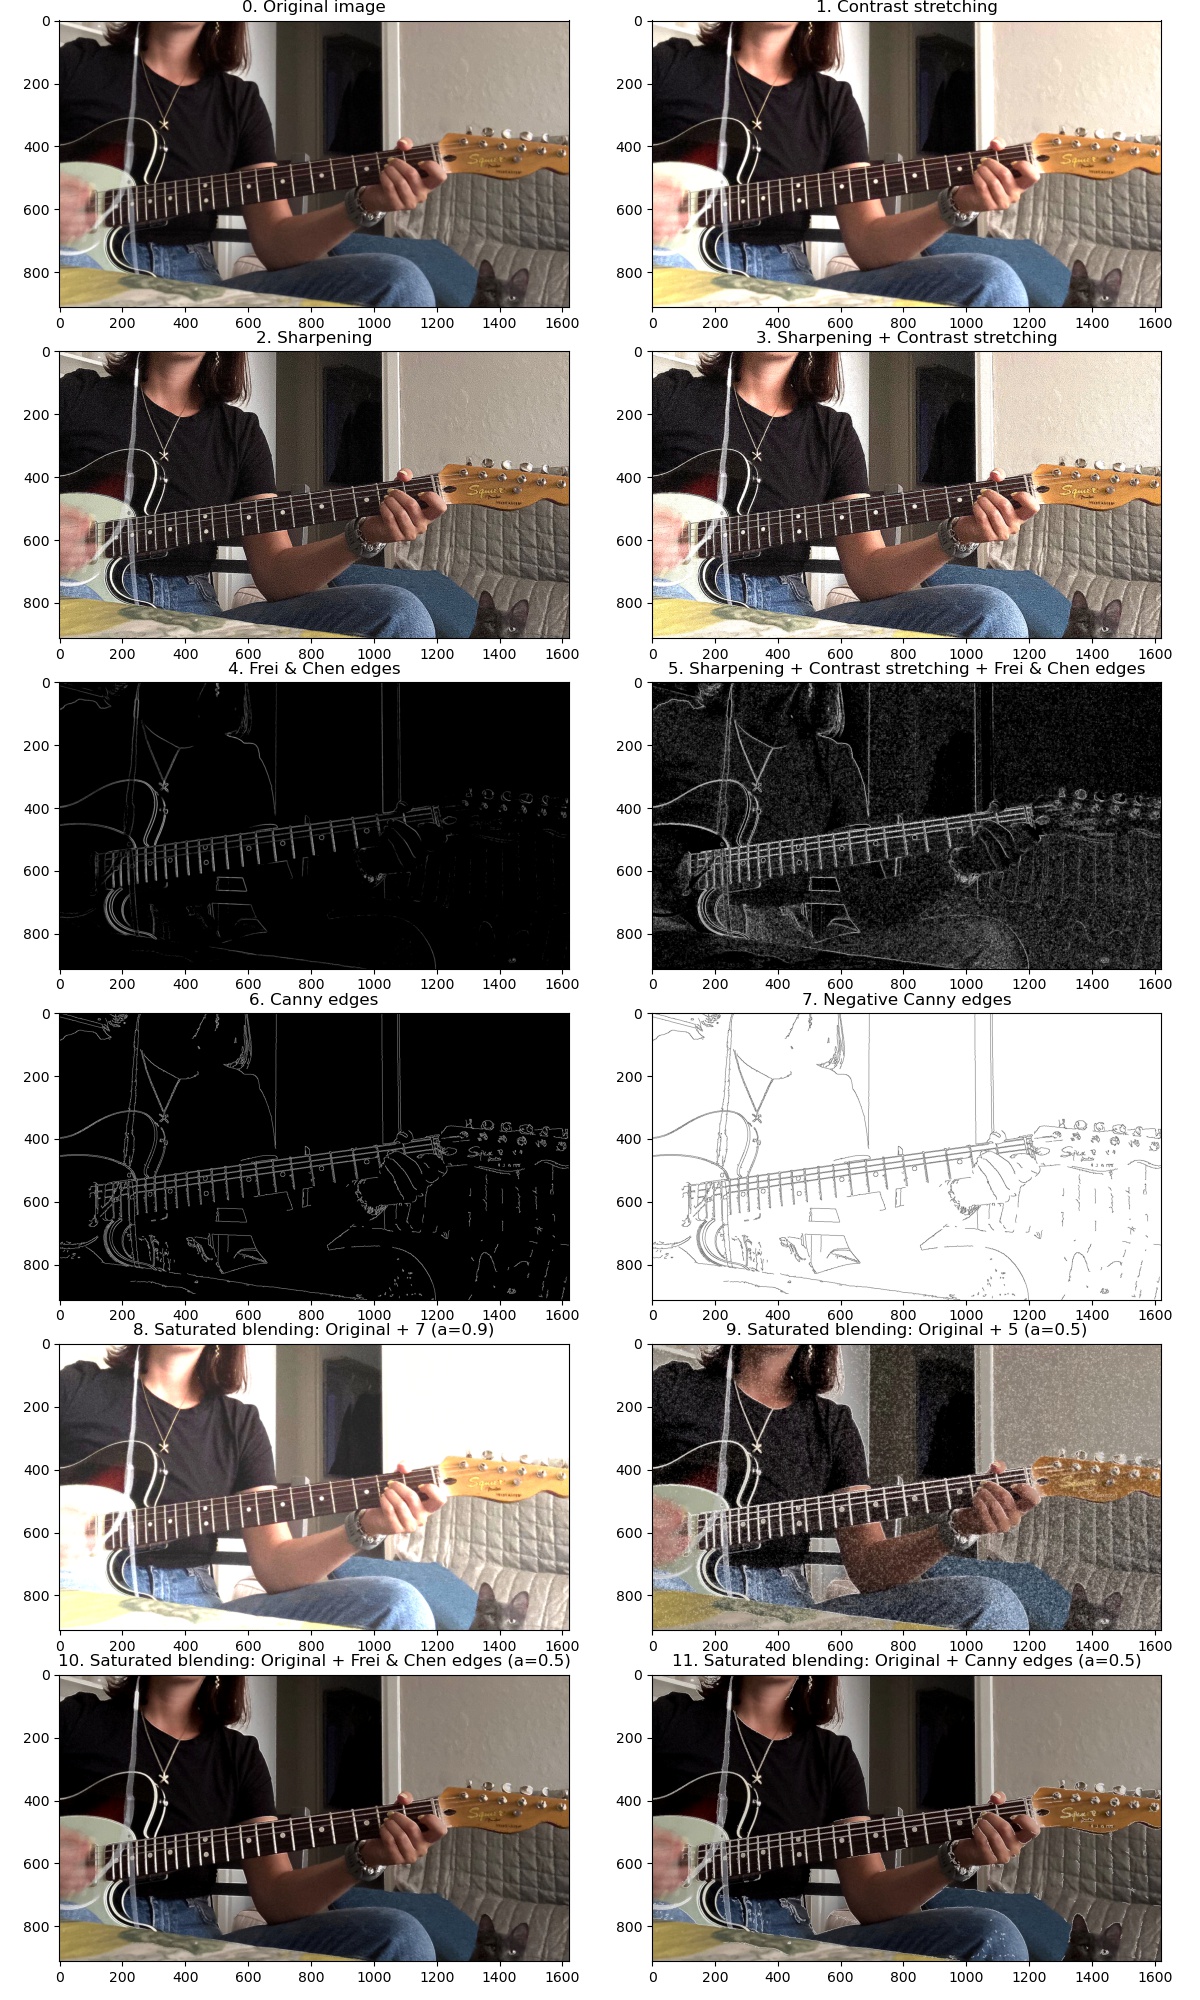 0. Original image
1. Contrast stretching
0
200
400
600
800
0 200 400 600 800 1000 1200 1400 1600
0
200
400
600
800
0 200 400 600 800 1000 1200 1400 1600
Squier
Squier
2. Sharpening
3. Sharpening + Contrast stretching
0
200
400
600
800
0 200 400 600 800 1000 1200 1400 1600
0
200
400
600
800
0 200 400 600 800 1000 1200 1400 1600
Squier
Squier
4. Frei & Chen edges
5. Sharpening + Contrast stretching + Frei & Chen edges
0
200
400
600
800
0 200 400 600 800 1000 1200 1400 1600
0
200
400
600
800
0 200 400 600 800 1000 1200 1400 1600
6. Canny edges
7. Negative Canny edges
0
200
400
600
800
0 200 400 600 800 1000 1200 1400 1600
0
200
400
600
800
0 200 400 600 800 1000 1200 1400 1600
8. Saturated blending: Original + 7 (a=0.9)
9. Saturated blending: Original + 5 (a=0.5)
0
200
400
600
800
0 200 400 600 800 1000 1200 1400 1600
0
200
400
600
800
0 200 400 600 800 1000 1200 1400 1600
Squier
10. Saturated blending: Original + Frei & Chen edges (a=0.5)
11. Saturated blending: Original + Canny edges (a=0.5)
0
200
400
600
800
0 200 400 600 800 1000 1200 1400 1600
0
200
400
600
800
0 200 400 600 800 1000 1200 1400 1600
Squier